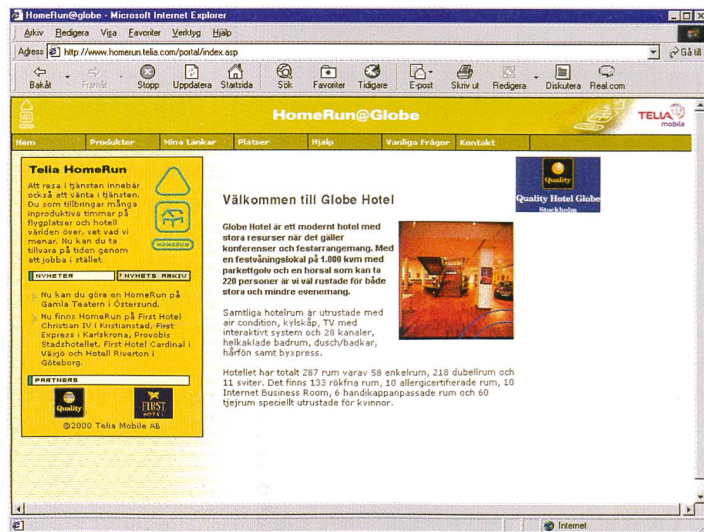 HomeRun@globe - Microsoft Internet Explorer
Arkiv Redigera Visa Favoriter Verktyg Hjälp
Adress http://www.homerun.telia.com/portal/index.asp Gå till
Bakåt Framåt Stopp Uppdatera Startsida Sök Favoriter Tidigare E-post Skriv ut Redigera Diskutera Real.com
HomeRun@Globe
TELIA
mobile
Hem Produkter Mina Länkar Platser Hjälp Vanliga Frågor Kontakt
Telia HomeRun
Att resa i tjänsten innebär
också att vänta i tjänsten.
Du som tillbringar många
inproduktiva timmar på
flygplatser och hotell
världen över, vet vad vi
menar. Nu kan du ta
tillvara på tiden genom
att jobba i stället.
HOMERUN
NYHETER NYHETS ARKIV
Nu kan du göra en HomeRun på
Gamla Teatern i Östersund.
Nu finns HomeRun på First Hotel
Christian IV i Kristianstad, First
Express i Karlskrona, Provobis
Stadshotellet, First Hotel Cardinal i
Växjö och Hotell Riverton i
Göteborg.
PARTNERS
Quality
FIRST
HOTELS
©2000 Telia Mobile AB
Välkommen till Globe Hotel
Globe Hotel är ett modernt hotel med
stora resurser när det gäller
konferenser och festarrangemang. Med
en festvåningslokal på 1.000 kvm med
parkettgolv och en hörsal som kan ta
220 personer är vi väl rustade för både
stora och mindre evenemang.
Samtliga hotelrum är utrustade med
air condition, kylskåp, TV med
interaktivt system och 28 kanaler,
helkaklade badrum, dusch/badkar,
hårfön samt byxpress.
Hotellet har totalt 287 rum varav 58 enkelrum, 218 dubellrum och
11 sviter. Det finns 133 rökfria rum, 10 allergicertifierade rum, 10
Internet Business Room, 6 handikappanpassade rum och 60
tjejrum speciellt utrustade för kvinnor.
Quality
Quality Hotel Globe
Stockholm
Internet